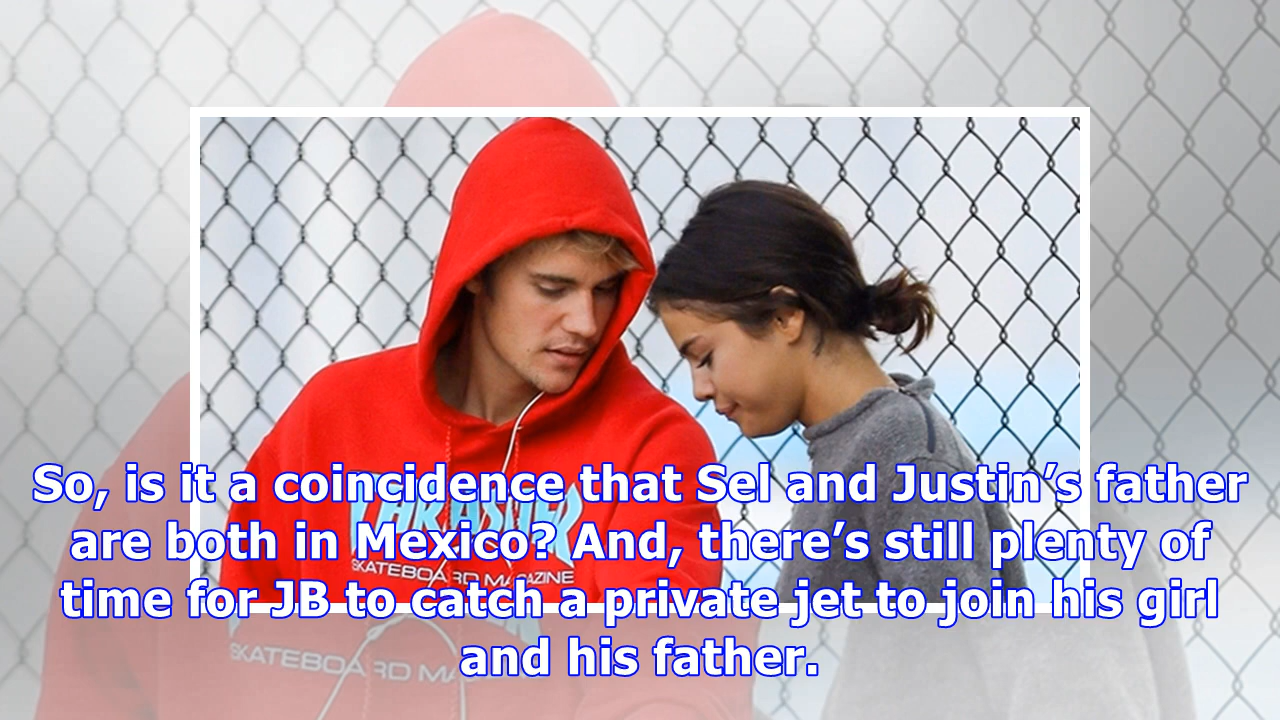 So, is it a coincidence that Sel and Justin’s father
are both in Mexico? And, there’s still plenty of
time for JB to catch a private jet to join his girl
and his father.
THRASHER
SKATEBOARD MAGAZINE
SKATEBOARD